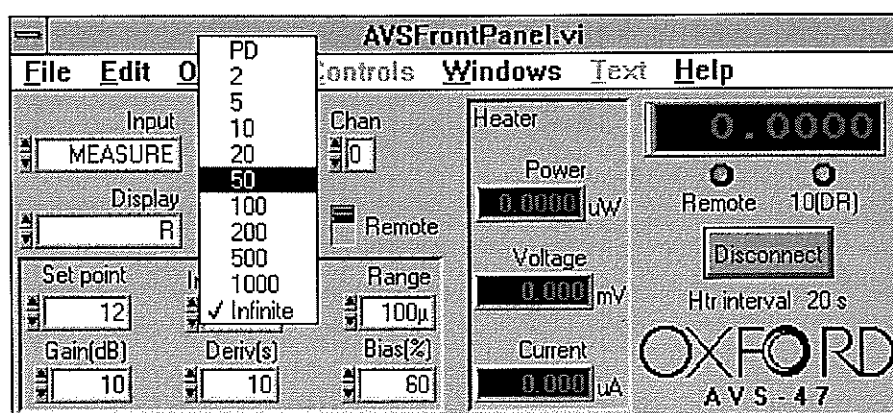 AVSFrontPanel.vi
File Edit O Controls Windows Text Help
PD
2
5
10
20
50
100
200
500
1000
✓ Infinite
Input
MEASURE
Chan
0
Display
R
Remote
Set point
12
In
Range
100µ
Gain(dB)
10
Deriv(s)
10
Bias(%)
60
Heater
Power
0.0000 uW
Voltage
0.000 mV
Current
0.000 uA
0.0000
Remote 10(DR)
Disconnect
Htr interval 20 s
OXFORD
AVS-47